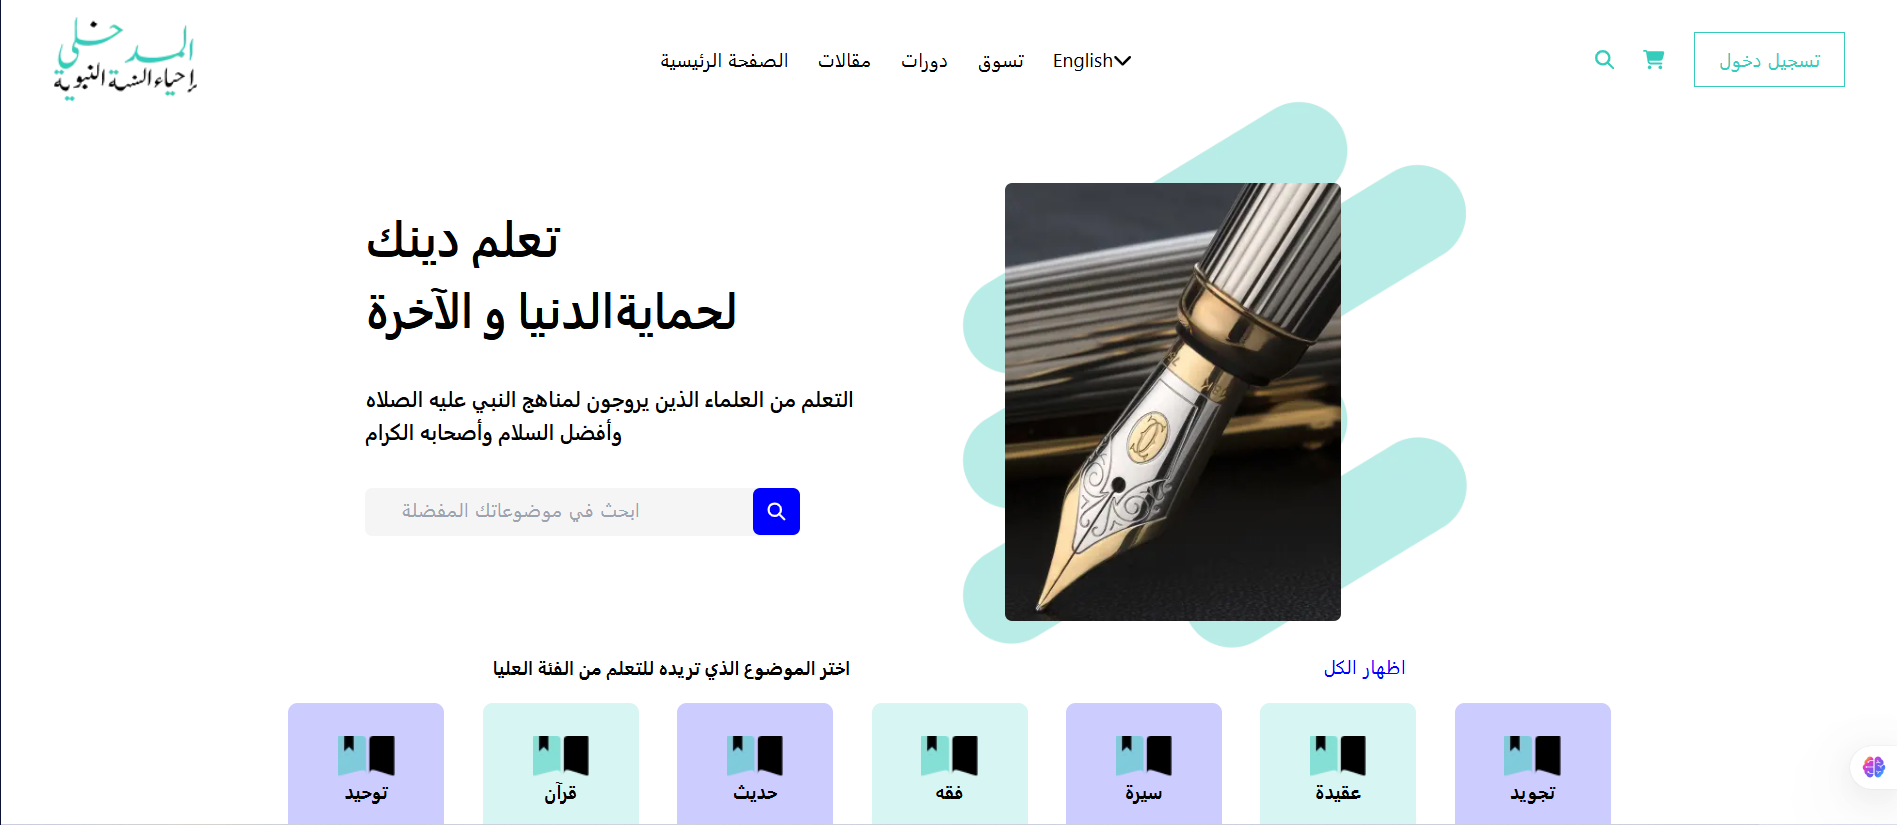 المدخلي
إحياء السنة النبوية
الصفحة الرئيسية
مقالات
دورات
تسوق
English
تسجيل دخول
تعلم دينك
لحمايةالدنيا و الآخرة
التعلم من العلماء الذين يروجون لمناهج النبي عليه الصلاه
وأفضل السلام وأصحابه الكرام
ابحث في موضوعاتك المفضلة
اختر الموضوع الذي تريده للتعلم من الفئة العليا
اظهار الكل
توحيد
قرآن
حديث
فقه
سيرة
عقيدة
تجويد